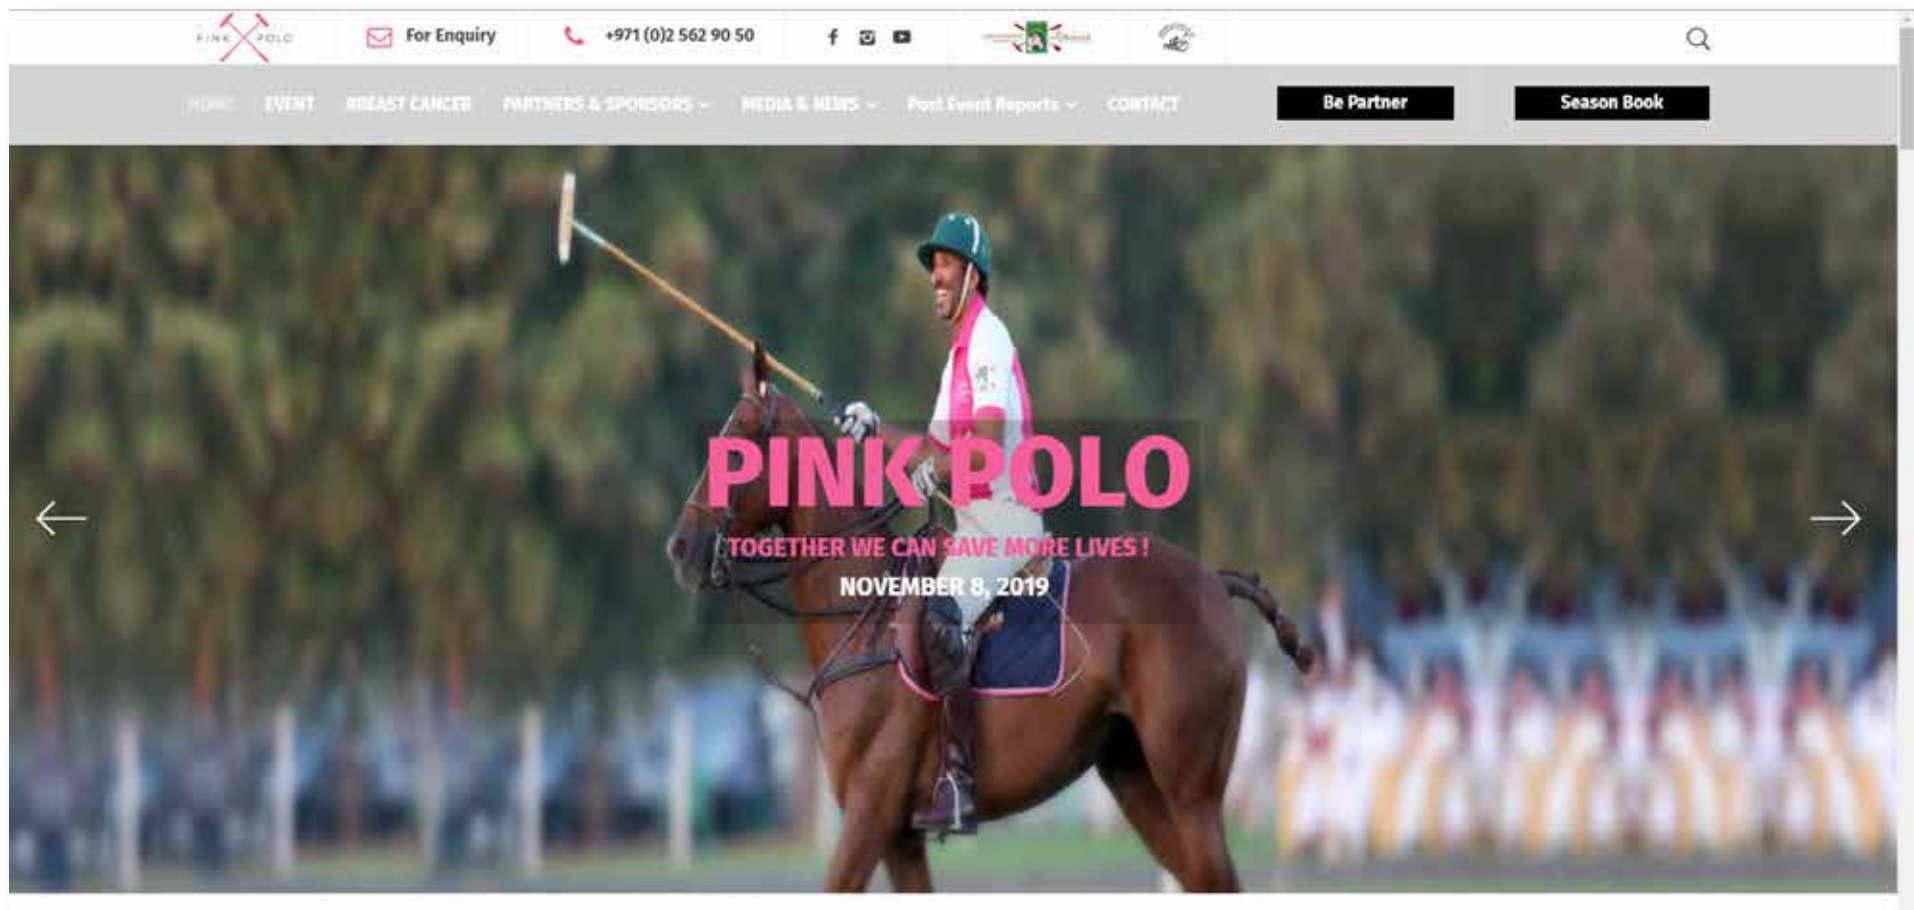 PINK POLO
For Enquiry
+971 (0)2 562 90 50
HOME EVENT BREAST CANCER PARTNERS & SPONSORS MEDIA & NEWS Post Event Reports CONTACT
Be Partner
Season Book
PINK POLO
TOGETHER WE CAN SAVE MORE LIVES !
NOVEMBER 8, 2019